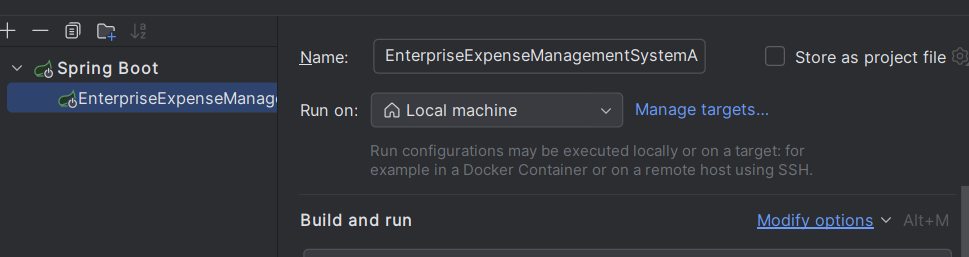 Spring Boot
EnterpriseExpenseManag
Name: EnterpriseExpenseManagementSystemA
Store as project file
Run on: Local machine Manage targets...
Run configurations may be executed locally or on a target: for
example in a Docker Container or on a remote host using SSH.
Build and run Modify options Alt+M